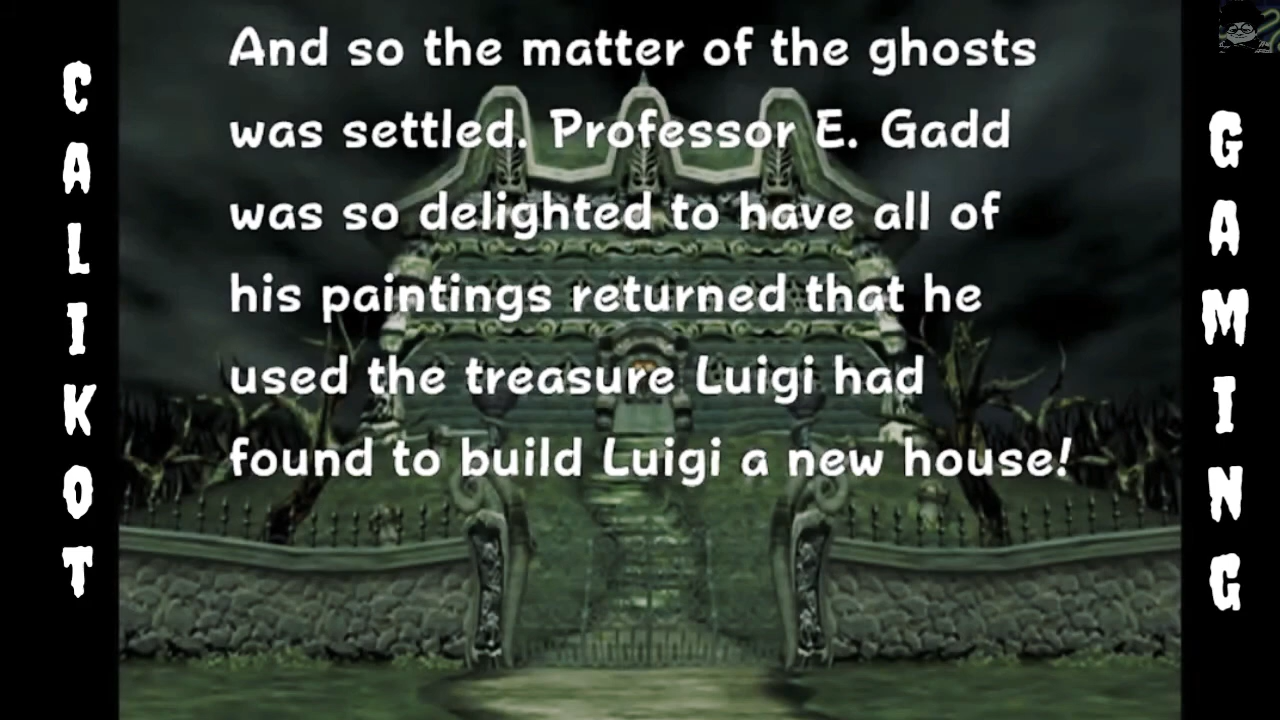 And so the matter of the ghosts
was settled. Professor E. Gadd
was so delighted to have all of
his paintings returned that he
used the treasure Luigi had
found to build Luigi a new house!
CALIKOT
GAMING